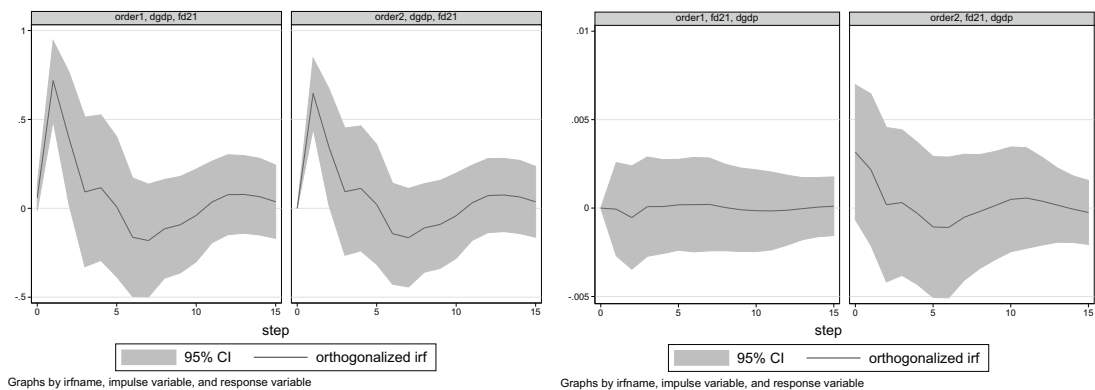 order1, dgdp, fd21
order2, dgdp, fd21
1
.5
0
-.5
0
5
10
15
0
5
10
15
step
95% CI
orthogonalized irf
Graphs by irfname, impulse variable, and response variable
order1, fd21, dgdp
order2, fd21, dgdp
.01
.005
0
-.005
0
5
10
15
0
5
10
15
step
95% CI
orthogonalized irf
Graphs by irfname, impulse variable, and response variable